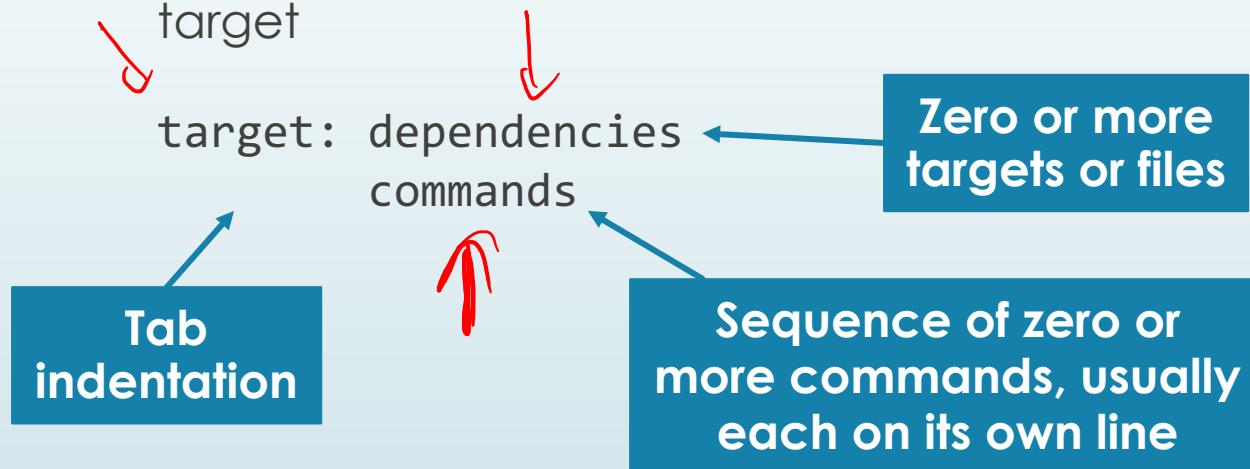 target
target: dependencies
commands
Zero or more
targets or files
Tab
indentation
Sequence of zero or
more commands, usually
each on its own line